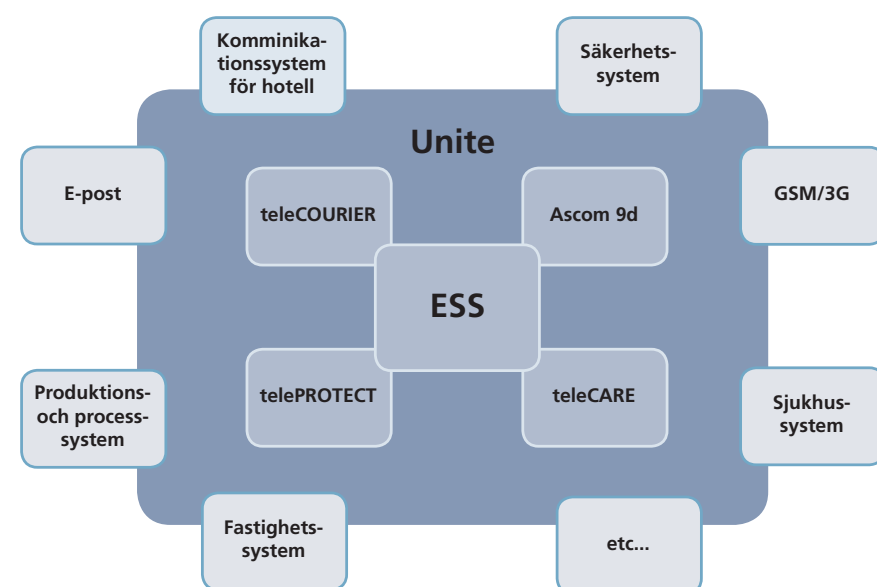 Komminika-
tionssystem
för hotell
Säkerhets-
system
Unite
E-post
teleCOURIER
Ascom 9d
GSM/3G
ESS
Produktions-
och process-
system
telePROTECT
teleCARE
Sjukhus-
system
Fastighets-
system
etc...